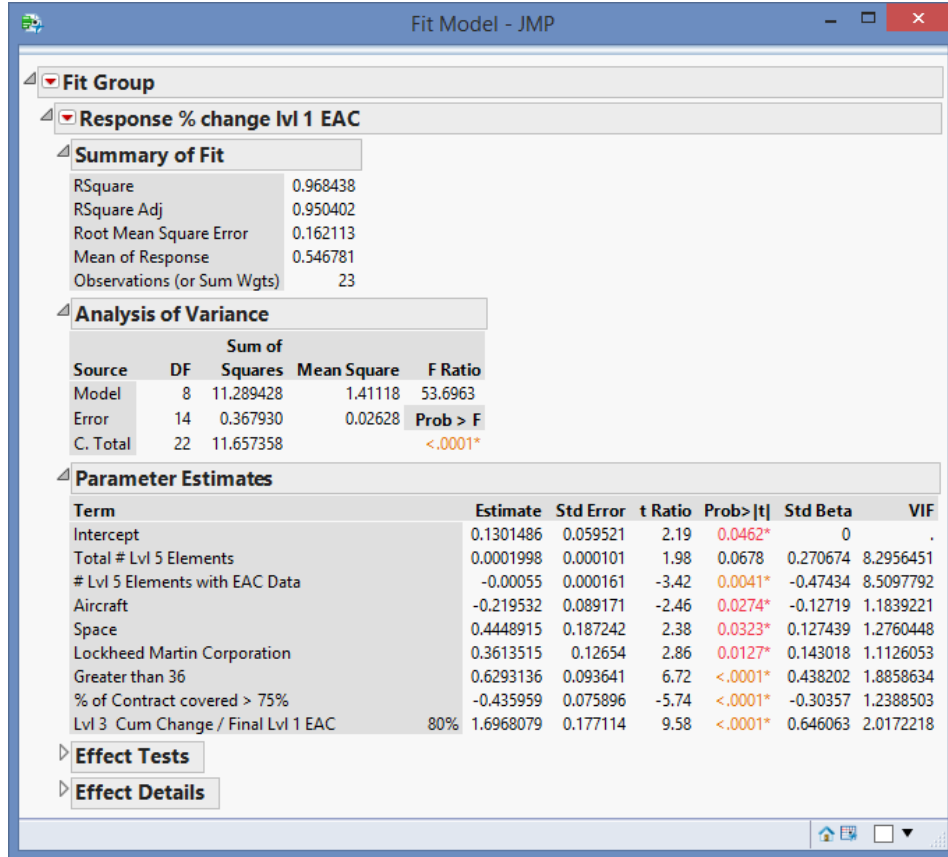 Fit Model - JMP
Fit Group
Response % change lvl 1 EAC
Summary of Fit
RSquare 0.968438
RSquare Adj 0.950402
Root Mean Square Error 0.162113
Mean of Response 0.546781
Observations (or Sum Wgts) 23
Analysis of Variance
Sum of
Source DF Squares Mean Square F Ratio
Model 8 11.289428 1.41118 53.6963
Error 14 0.367930 0.02628 Prob > F
C. Total 22 11.657358 <.0001*
Parameter Estimates
Term Estimate Std Error t Ratio Prob>|t| Std Beta VIF
Intercept 0.1301486 0.059521 2.19 0.0462* 0 .
Total # Lvl 5 Elements 0.0001998 0.000101 1.98 0.0678 0.270674 8.2956451
# Lvl 5 Elements with EAC Data -0.00055 0.000161 -3.42 0.0041* -0.47434 8.5097792
Aircraft -0.219532 0.089171 -2.46 0.0274* -0.12719 1.1839221
Space 0.4448915 0.187242 2.38 0.0323* 0.127439 1.2760448
Lockheed Martin Corporation 0.3613515 0.12654 2.86 0.0127* 0.143018 1.1126053
Greater than 36 0.6293136 0.093641 6.72 <.0001* 0.438202 1.8858634
% of Contract covered > 75% -0.435959 0.075896 -5.74 <.0001* -0.30357 1.2388503
Lvl 3 Cum Change / Final Lvl 1 EAC 80% 1.6968079 0.177114 9.58 <.0001* 0.646063 2.0172218
Effect Tests
Effect Details